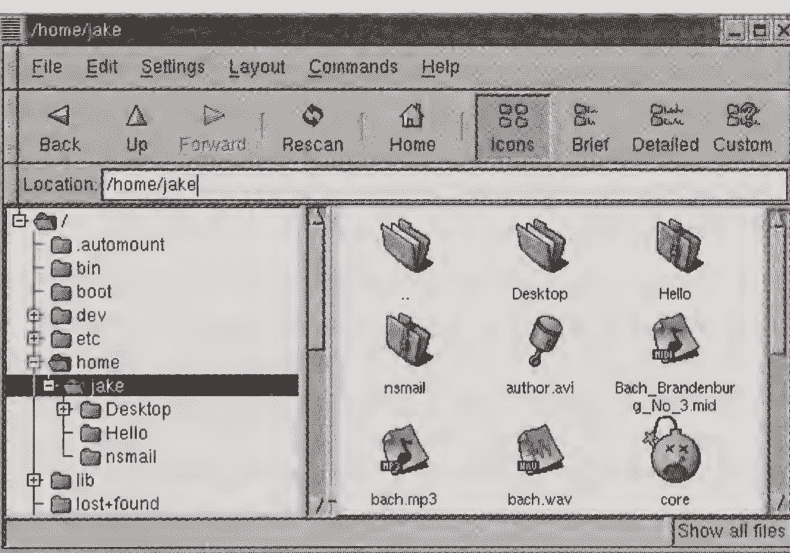 /home/jake
File Edit Settings Layout Commands Help
Back Up Forward Rescan Home Icons Brief Detailed Custom
Location: /home/jake
/
.automount
bin
boot
dev
etc
home
jake
Desktop
Hello
nsmail
lib
lost+found
.. Desktop Hello
nsmail author.avi Bach_Brandenbur
g_No_3.mid
MIDI
MP3 WAV
bach.mp3 bach.wav core
Show all files